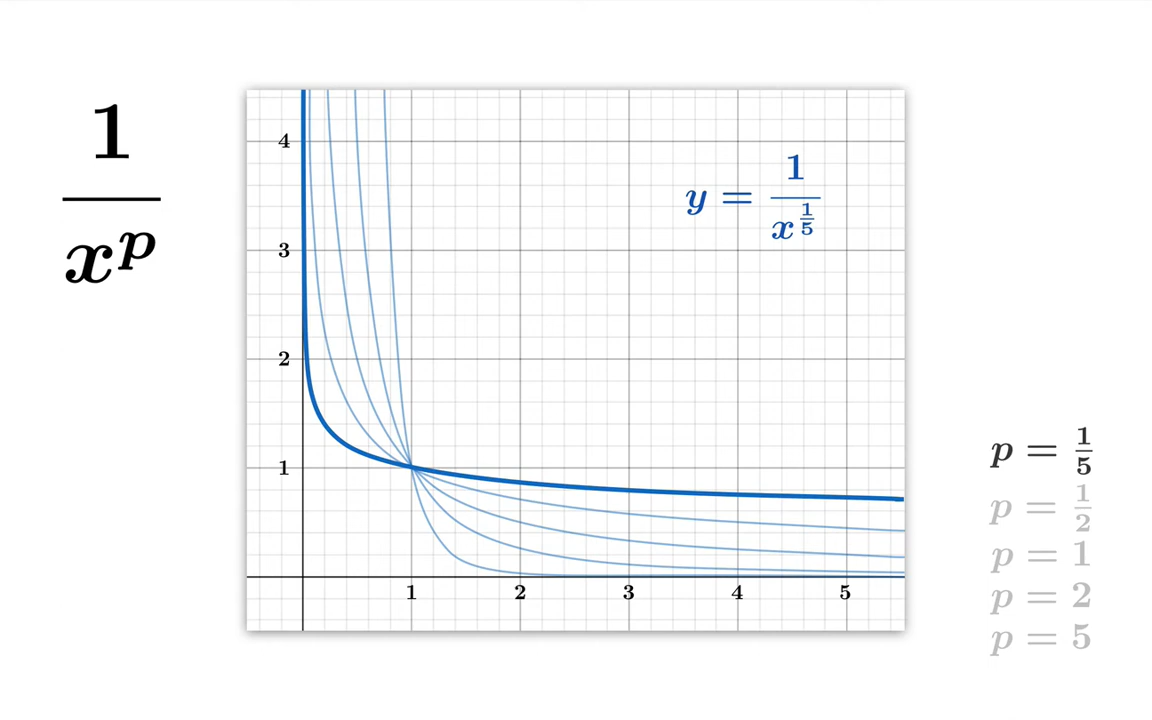 1
x^p
y = 1/x^(1/5)
4
3
2
1
1 2 3 4 5
p = 1/5
p = 1/2
p = 1
p = 2
p = 5